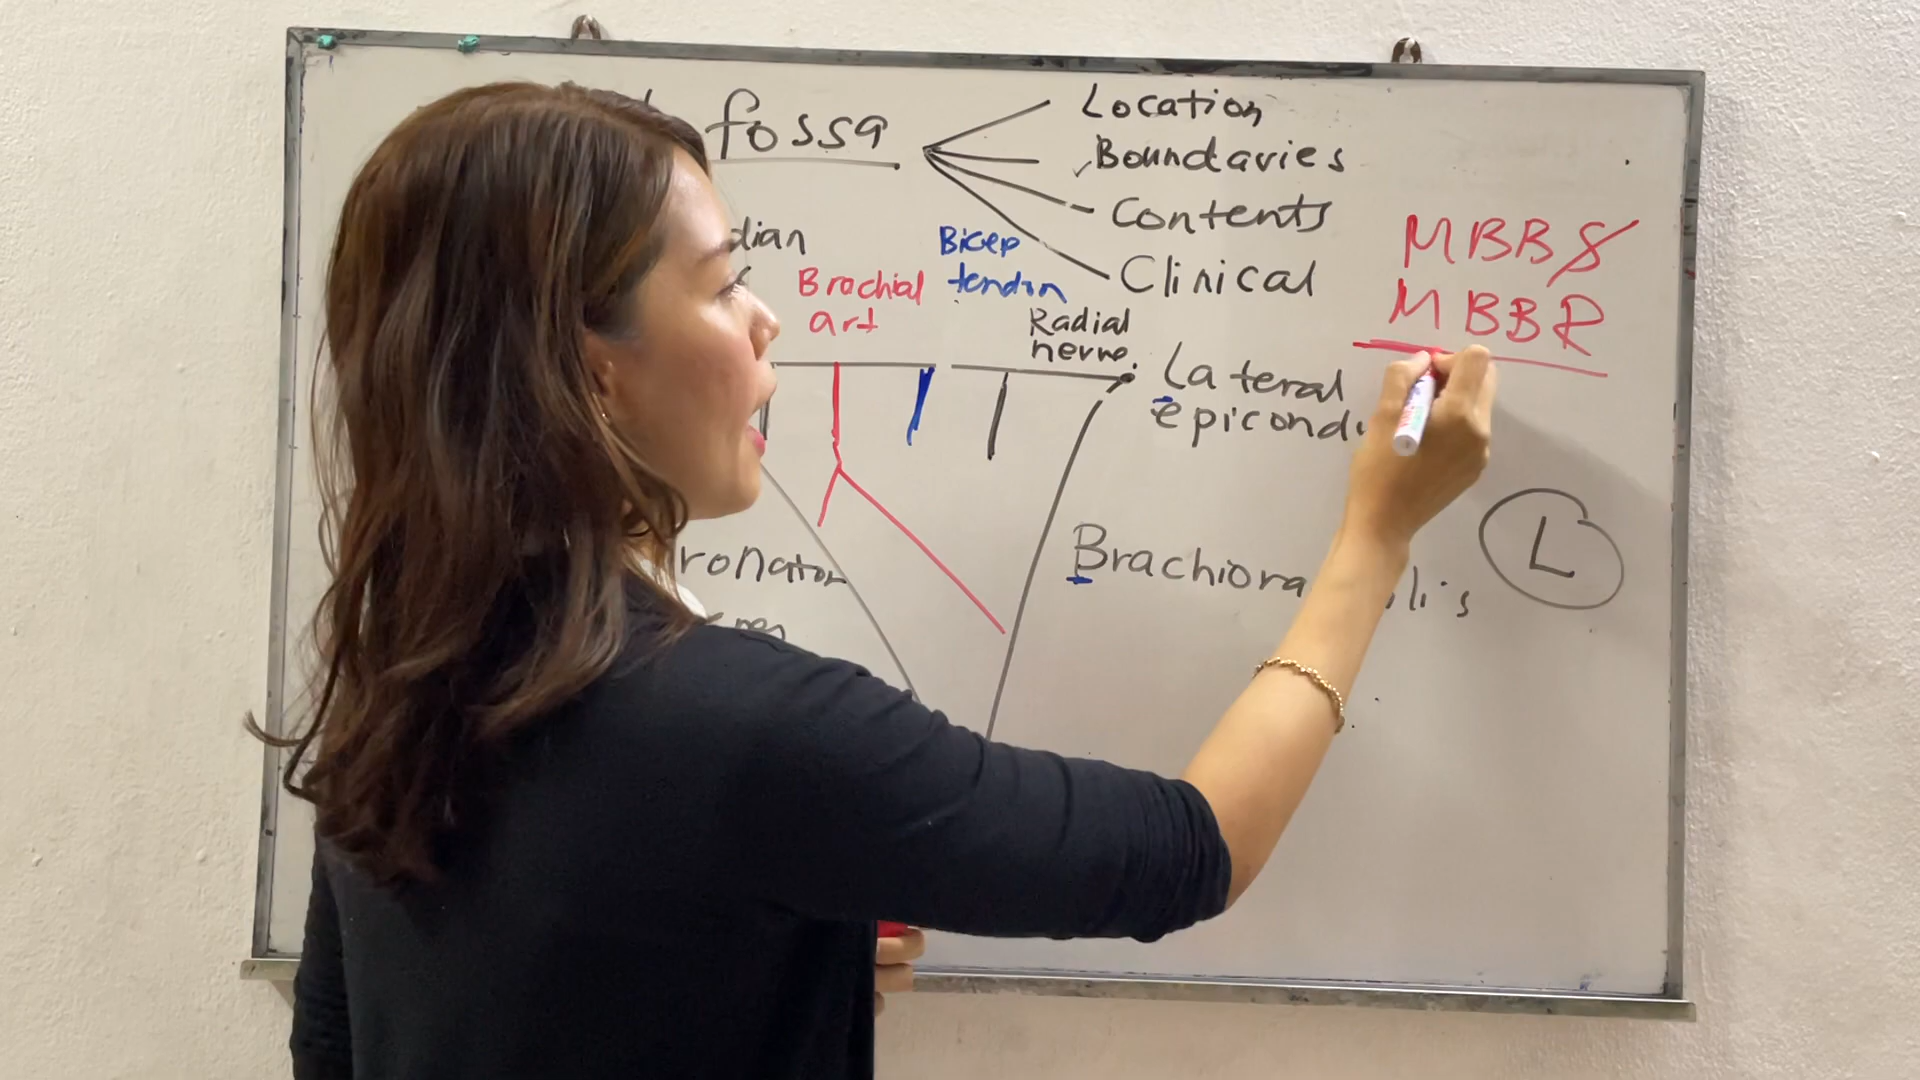 fossa
Location
Boundaries
Contents
Clinical
MBBS
MBBR
dian
Brachial
art
Bicep
tendon
Radial
nerve
Lateral
epicond
ronator
Brachiora lis
L